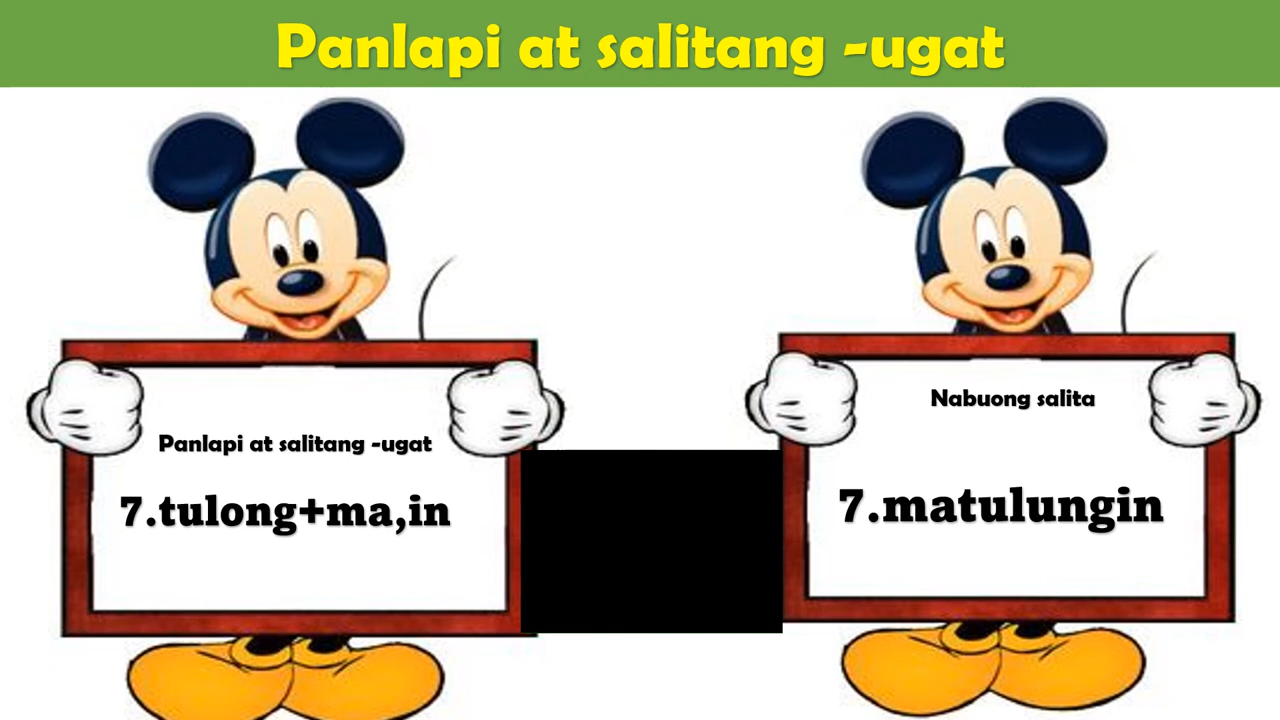 Panlapi at salitang -ugat
Panlapi at salitang -ugat
7.tulong+ma,in
Nabuong salita
7.matulungin